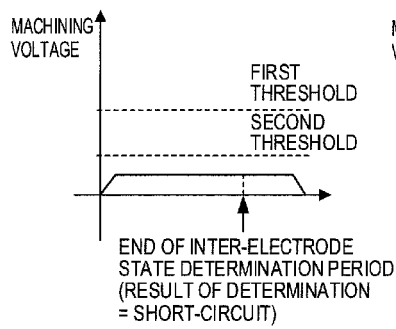 MACHINING
VOLTAGE
FIRST
THRESHOLD
SECOND
THRESHOLD
END OF INTER-ELECTRODE
STATE DETERMINATION PERIOD
(RESULT OF DETERMINATION
= SHORT-CIRCUIT)